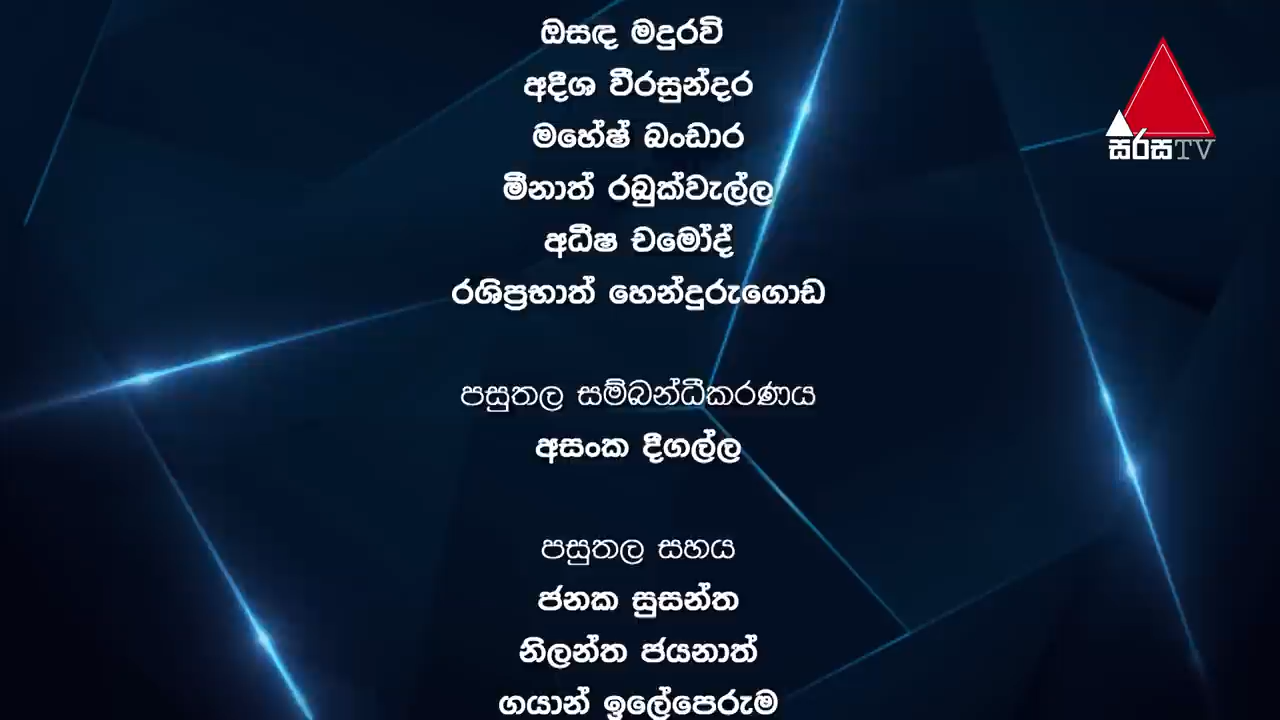 ඔසඳ මදුරවි
අදීශ වීරසුන්දර
මහේෂ් බංඩාර
මීනාත් රබුක්වැල්ල
අධීෂ චමෝද්
රශිප්‍රභාත් හෙන්දුරුගොඩ
පසුතල සම්බන්ධීකරණය
අසංක දීගල්ල
පසුතල සහය
ජනක සුසන්ත
නිලන්ත ජයනාත්
ගයාන් ඉලේපෙරුම
සිරස TV